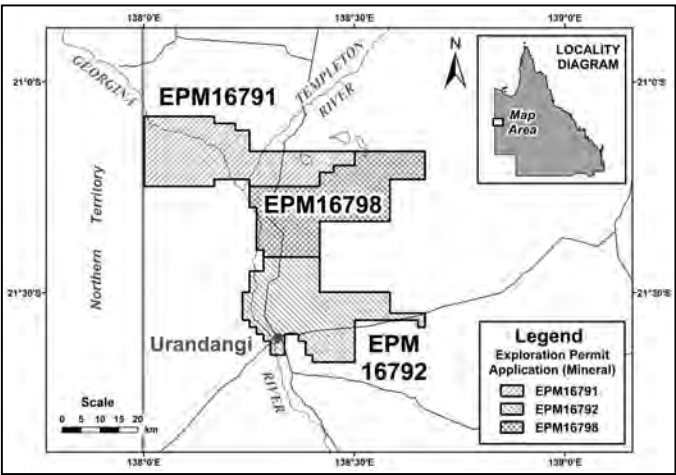 138°0'E
138°30'E
139°0'E
21°0'S
21°0'S
GEORGINA
TEMPLETON
RIVER
N
LOCALITY
DIAGRAM
Map
Area
EPM16791
EPM16798
Northern Territory
21°30'S
21°30'S
Urandangi
EPM
16792
RIVER
Legend
Exploration Permit
Application (Mineral)
EPM16791
EPM16792
EPM16798
Scale
0 5 10 15 20
km
138°0'E
138°30'E
139°0'E